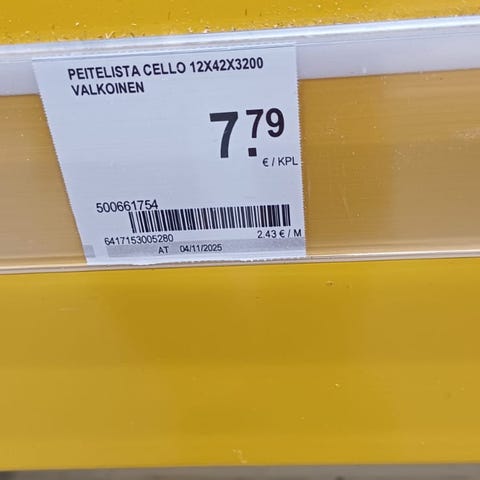 PEITELISTA CELLO 12X42X3200
VALKOINEN
7.79
€ / KPL
500661754
6417153005280
2.43 € / M
AT 04/11/2025